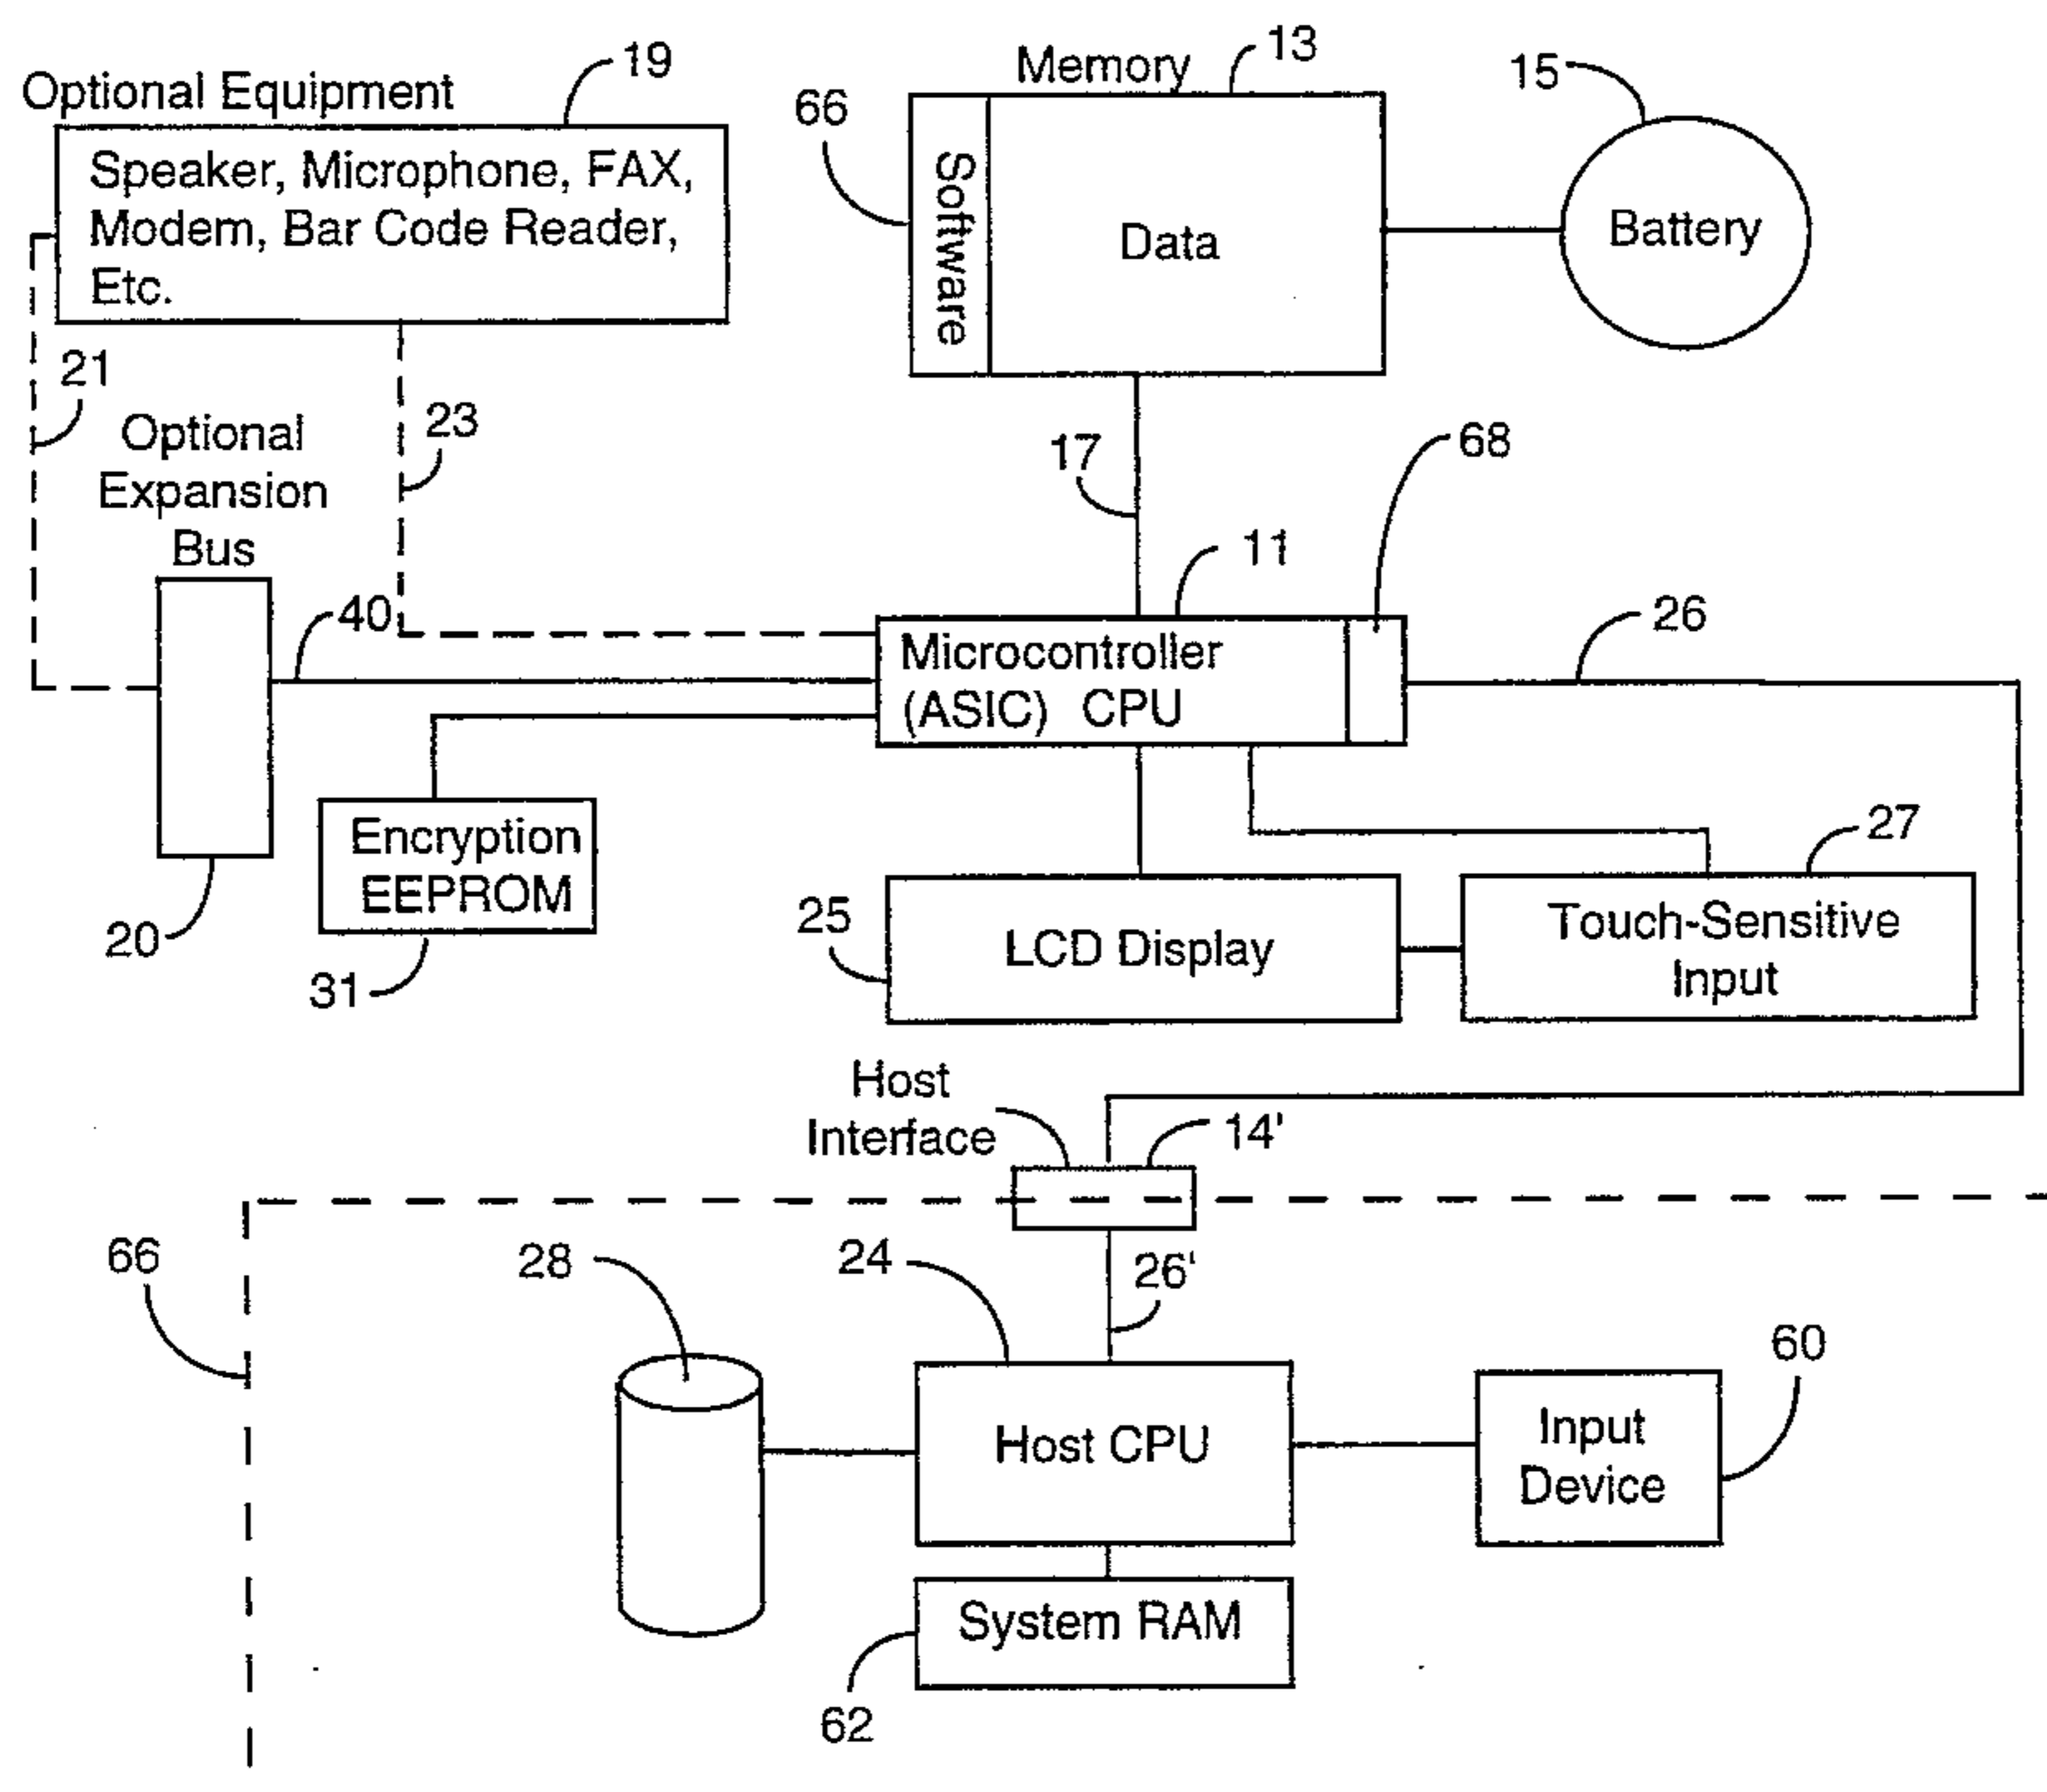 Optional Equipment
19
Speaker, Microphone, FAX,
Modem, Bar Code Reader,
Etc.
Memory
13
66
Software
Data
15
Battery
21
Optional
Expansion
Bus
23
17
68
11
40
Microcontroller
(ASIC) CPU
26
Encryption
EEPROM
20
31
25
LCD Display
27
Touch-Sensitive
Input
Host
Interface
14'
66
28
24
26'
Host CPU
60
Input
Device
System RAM
62